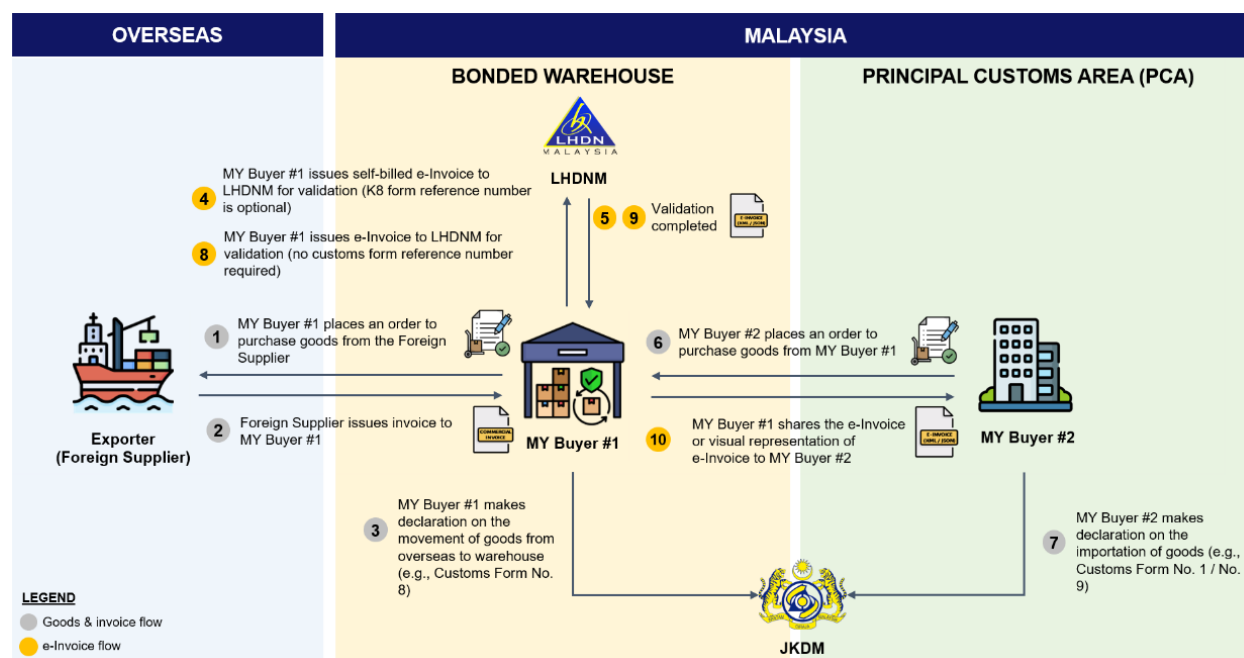 OVERSEAS
MALAYSIA
BONDED WAREHOUSE
PRINCIPAL CUSTOMS AREA (PCA)
LHDN
MALAYSIA
LHDNM
4
MY Buyer #1 issues self-billed e-Invoice to
LHDNM for validation (K8 form reference number
is optional)
8
MY Buyer #1 issues e-Invoice to LHDNM for
validation (no customs form reference number
required)
5
9
Validation
completed
E-INVOICE
(XML / JSON)
1
MY Buyer #1 places an order to
purchase goods from the Foreign
Supplier
6
MY Buyer #2 places an order to
purchase goods from MY Buyer #1
2
Foreign Supplier issues invoice to
MY Buyer #1
COMMERCIAL
INVOICE
Exporter
(Foreign Supplier)
MY Buyer #1
10
MY Buyer #1 shares the e-Invoice
or visual representation of
e-Invoice to MY Buyer #2
E-INVOICE
(XML / JSON)
MY Buyer #2
3
MY Buyer #1 makes
declaration on the
movement of goods from
overseas to warehouse
(e.g., Customs Form No.
8)
7
MY Buyer #2 makes
declaration on the
importation of goods (e.g.,
Customs Form No. 1 / No.
9)
JKDM
LEGEND
Goods & invoice flow
e-Invoice flow